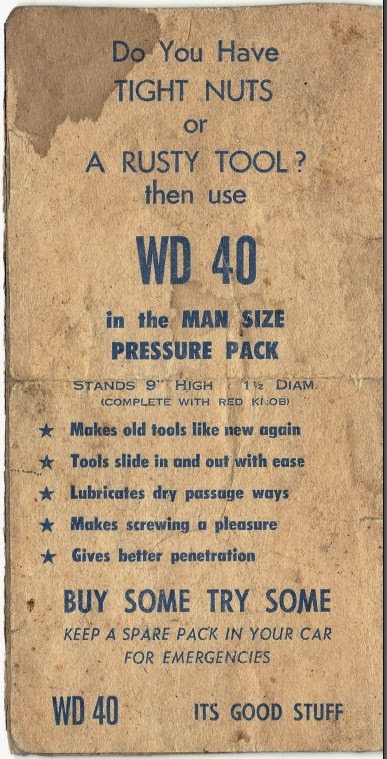 Do You Have
TIGHT NUTS
or
A RUSTY TOOL?
then use
WD 40
in the MAN SIZE
PRESSURE PACK
STANDS 9" HIGH 1½ DIAM.
(COMPLETE WITH RED KNOB)
★ Makes old tools like new again
★ Tools slide in and out with ease
★ Lubricates dry passage ways
★ Makes screwing a pleasure
★ Gives better penetration
BUY SOME TRY SOME
KEEP A SPARE PACK IN YOUR CAR
FOR EMERGENCIES
WD 40 ITS GOOD STUFF